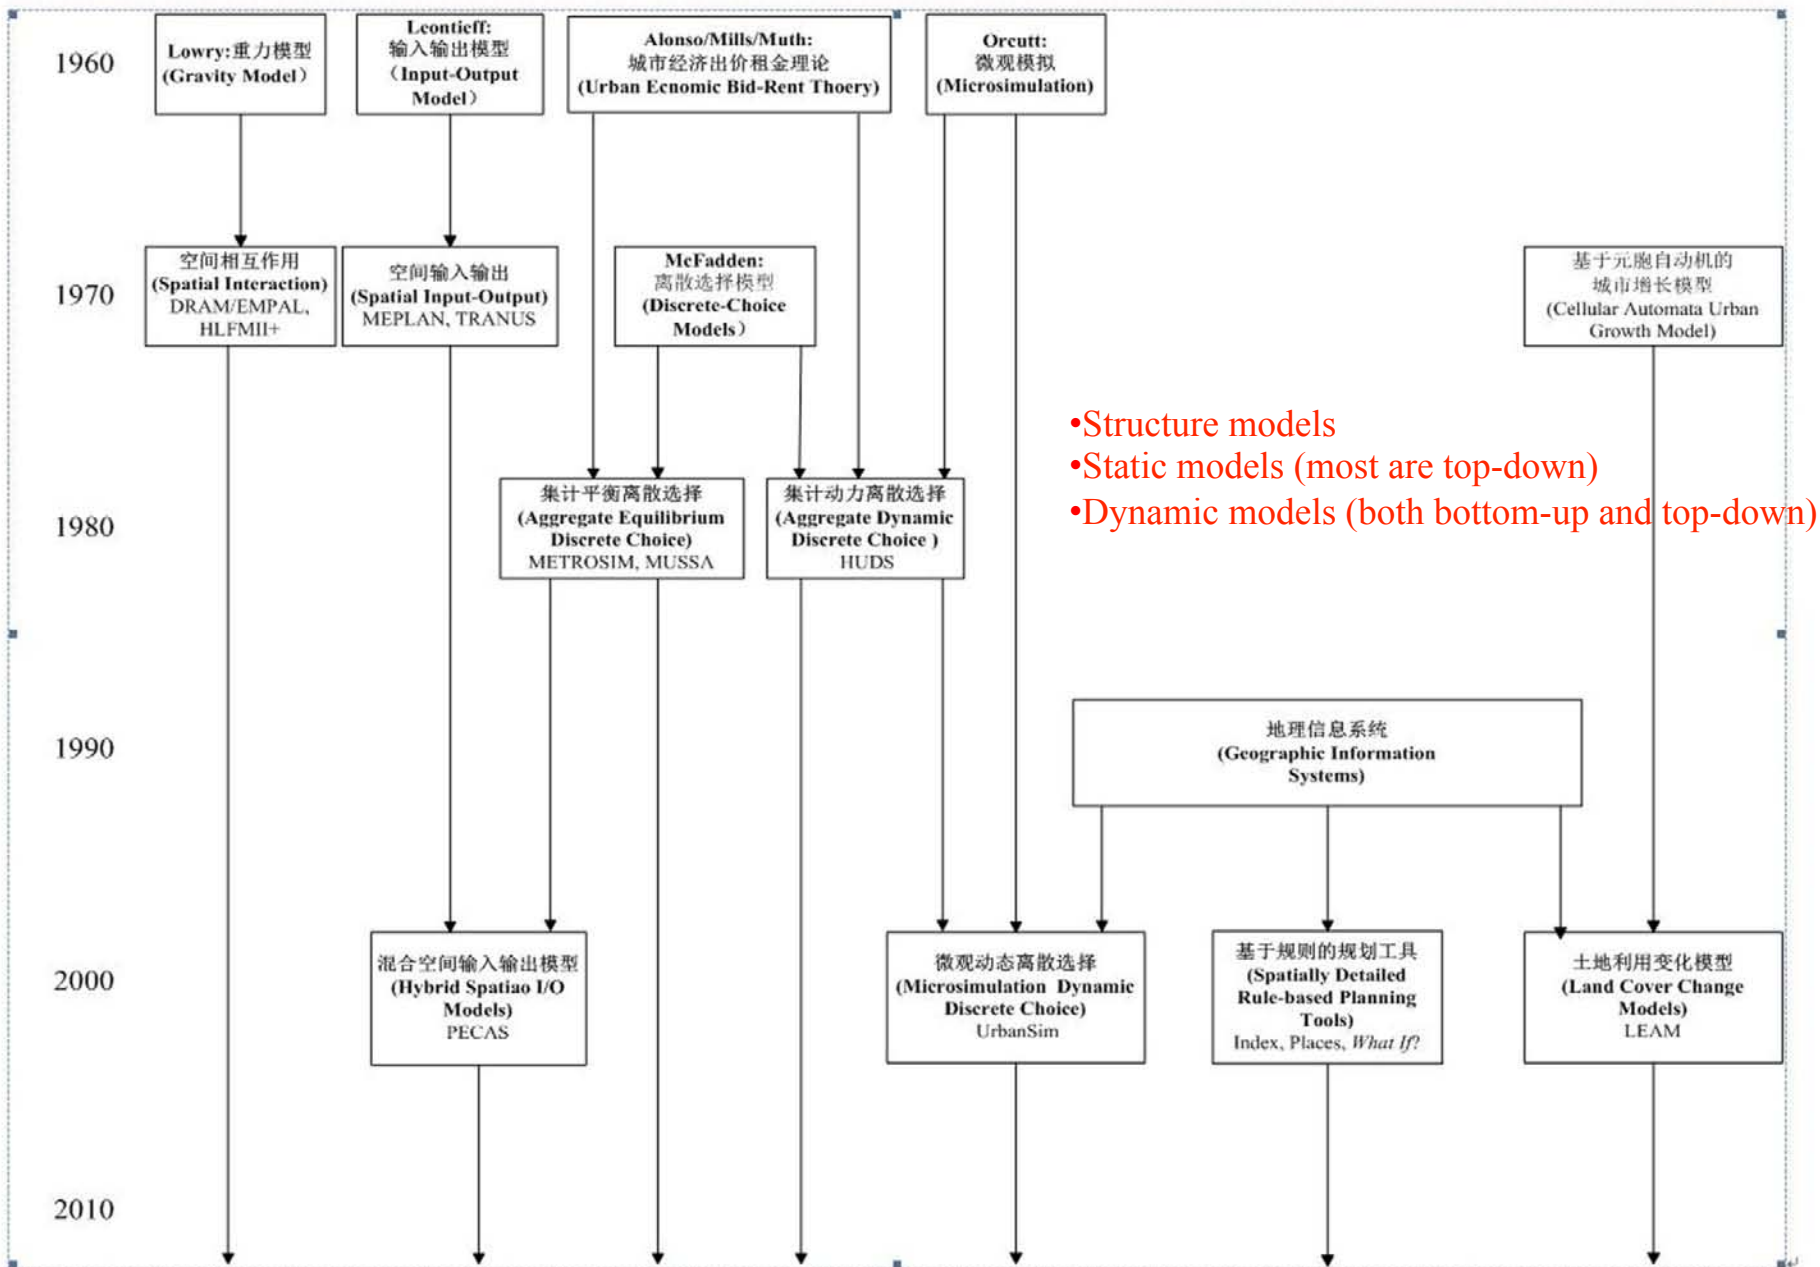 1960
Lowry:重力模型
(Gravity Model)
Leontieff:
输入输出模型
（Input-Output
Model）
Alonso/Mills/Muth:
城市经济出价租金理论
(Urban Ecnomic Bid-Rent Thoery)
Orcutt:
微观模拟
(Microsimulation)
1970
空间相互作用
(Spatial Interaction)
DRAM/EMPAL,
HLFMII+
空间输入输出
(Spatial Input-Output)
MEPLAN, TRANUS
McFadden:
离散选择模型
(Discrete-Choice
Models）
基于元胞自动机的
城市增长模型
(Cellular Automata Urban
Growth Model)
•Structure models
•Static models (most are top-down)
•Dynamic models (both bottom-up and top-down)
1980
集计平衡离散选择
(Aggregate Equilibrium
Discrete Choice)
METROSIM, MUSSA
集计动力离散选择
(Aggregate Dynamic
Discrete Choice )
HUDS
1990
地理信息系统
(Geographic Information
Systems)
2000
混合空间输入输出模型
(Hybrid Spatiao I/O
Models)
PECAS
微观动态离散选择
(Microsimulation Dynamic
Discrete Choice)
UrbanSim
基于规则的规划工具
(Spatially Detailed
Rule-based Planning
Tools)
Index, Places, What If?
土地利用变化模型
(Land Cover Change
Models)
LEAM
2010